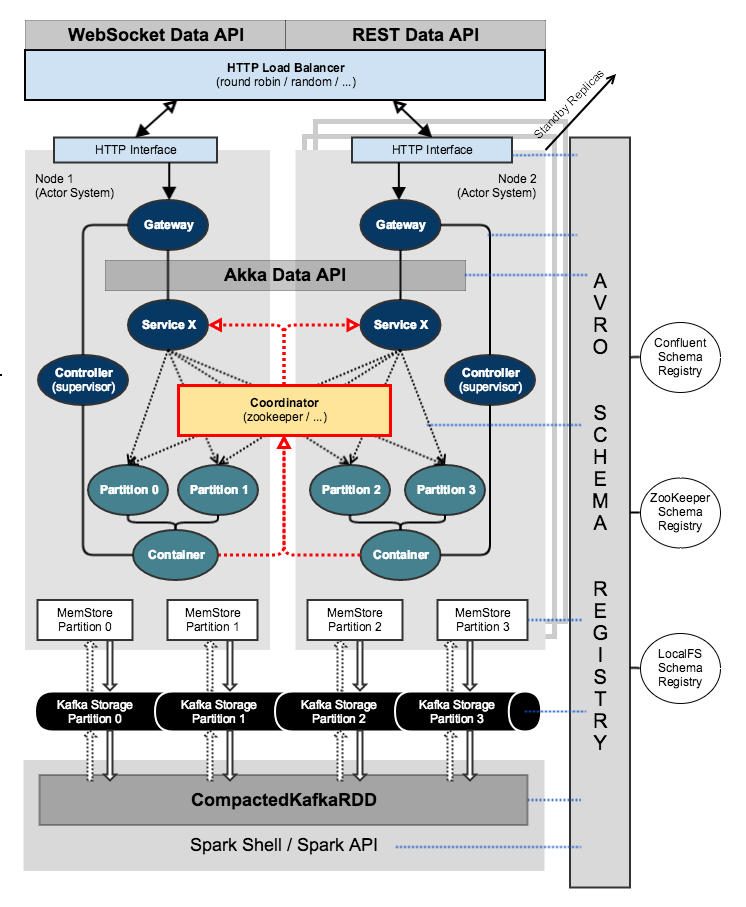 WebSocket Data API
REST Data API
HTTP Load Balancer
(round robin / random / ...)
Standby Replicas
HTTP Interface
HTTP Interface
Node 1
(Actor System)
Node 2
(Actor System)
Gateway
Gateway
Akka Data API
Service X
Service X
Controller
(supervisor)
Coordinator
(zookeeper / ...)
Controller
(supervisor)
Partition 0
Partition 1
Partition 2
Partition 3
Container
Container
MemStore
Partition 0
MemStore
Partition 1
MemStore
Partition 2
MemStore
Partition 3
Kafka Storage
Partition 0
Kafka Storage
Partition 1
Kafka Storage
Partition 2
Kafka Storage
Partition 3
CompactedKafkaRDD
Spark Shell / Spark API
AVRO SCHEMA REGISTRY
Confluent
Schema
Registry
ZooKeeper
Schema
Registry
LocalFS
Schema
Registry